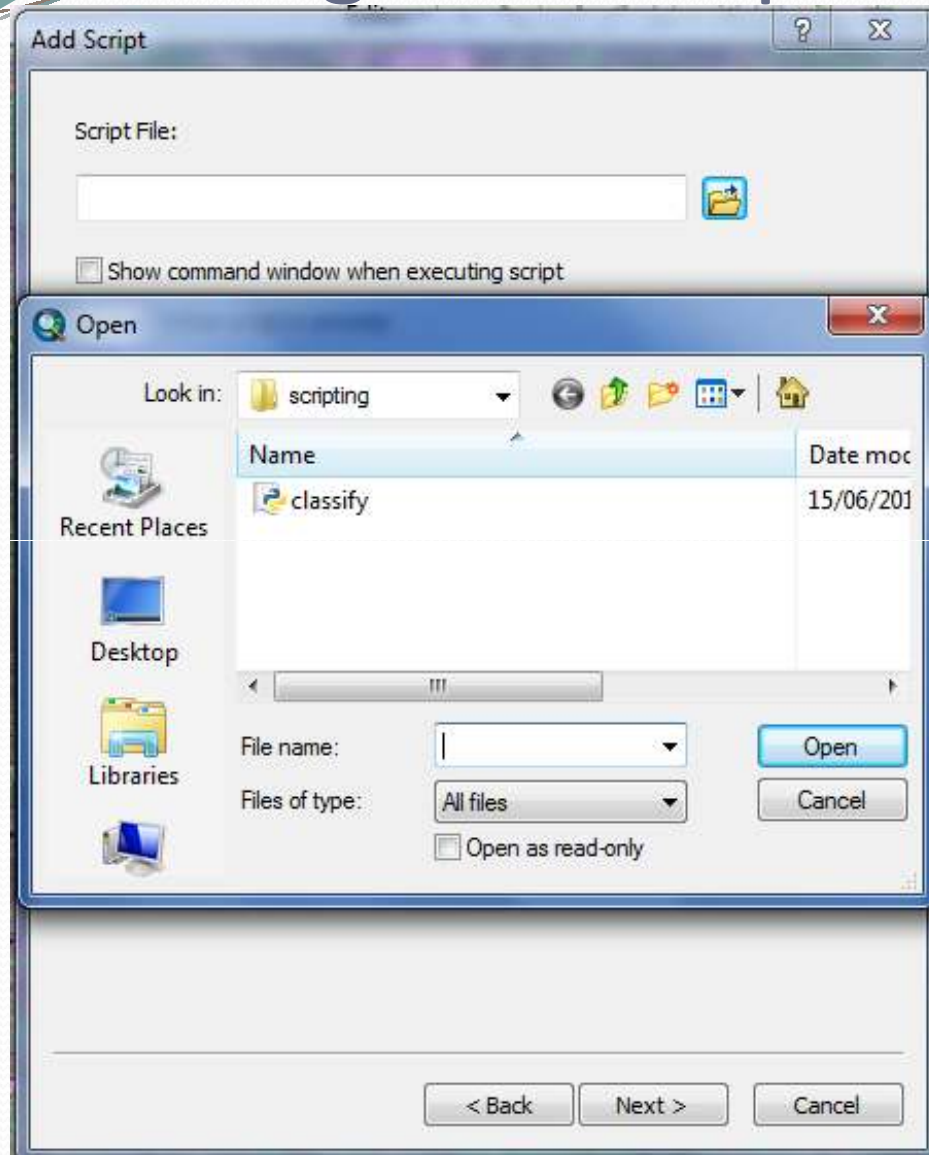 Add Script
Script File:
Show command window when executing script
Open
Look in: scripting
Name Date moc
classify 15/06/201
Recent Places
Desktop
Libraries
File name: Open
Files of type: All files Cancel
Open as read-only
< Back Next > Cancel